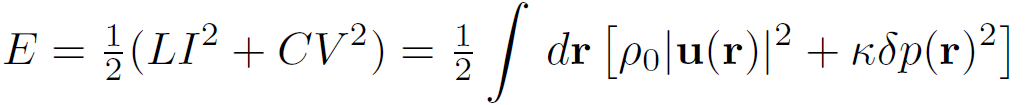 E = ½(LI² + CV²) = ½ ∫ d𝐫 [ρ₀|𝐮(𝐫)|² + κδp(𝐫)²]